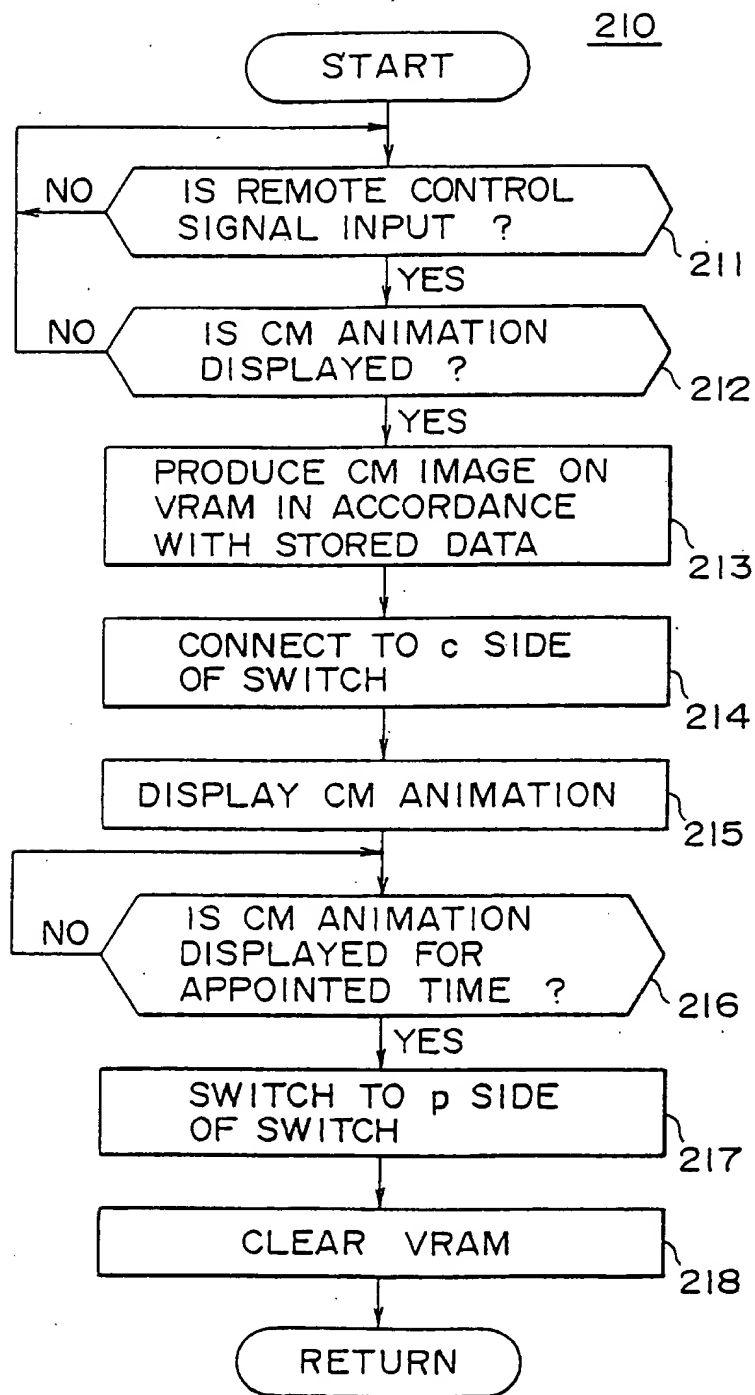 210
START
NO
IS REMOTE CONTROL
SIGNAL INPUT ?
211
YES
NO
IS CM ANIMATION
DISPLAYED ?
212
YES
PRODUCE CM IMAGE ON
VRAM IN ACCORDANCE
WITH STORED DATA
213
CONNECT TO c SIDE
OF SWITCH
214
DISPLAY CM ANIMATION
215
NO
IS CM ANIMATION
DISPLAYED FOR
APPOINTED TIME ?
216
YES
SWITCH TO p SIDE
OF SWITCH
217
CLEAR VRAM
218
RETURN